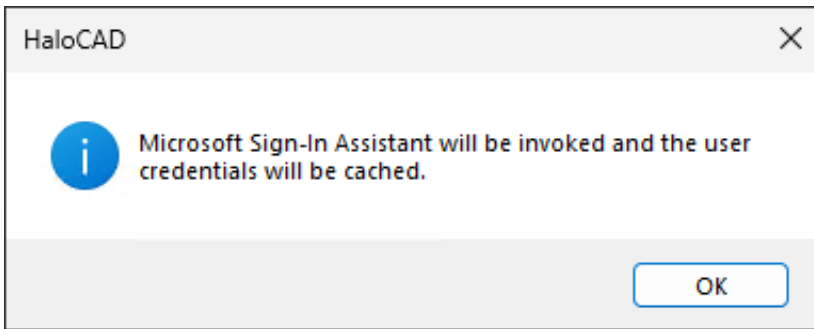 HaloCAD
Microsoft Sign-In Assistant will be invoked and the user
credentials will be cached.
OK